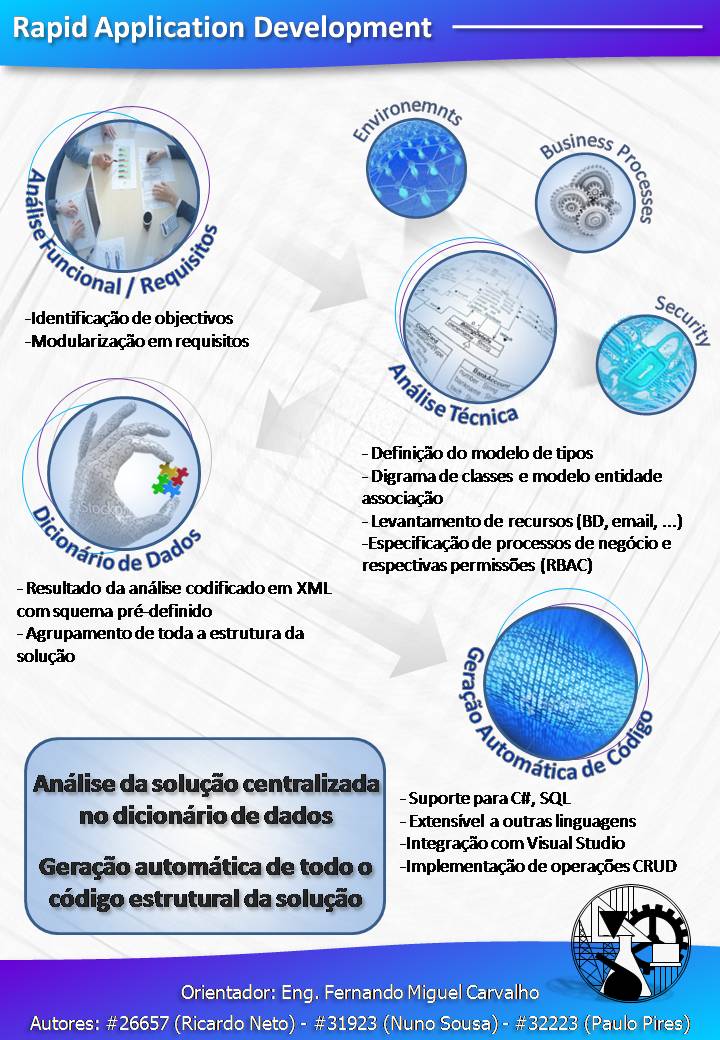 Rapid Application Development
Análise Funcional / Requisitos
-Identificação de objectivos
-Modularização em requisitos
Environemnts
Business Processes
Security
Análise Técnica
- Definição do modelo de tipos
- Digrama de classes e modelo entidade
associação
- Levantamento de recursos (BD, email, ...)
-Especificação de processos de negócio e
respectivas permissões (RBAC)
Dicionário de Dados
- Resultado da análise codificado em XML
com squema pré-definido
- Agrupamento de toda a estrutura da
solução
Geração Automática de Código
- Suporte para C#, SQL
- Extensível a outras linguagens
-Integração com Visual Studio
-Implementação de operações CRUD
Análise da solução centralizada
no dicionário de dados
Geração automática de todo o
código estrutural da solução
Orientador: Eng. Fernando Miguel Carvalho
Autores: #26657 (Ricardo Neto) - #31923 (Nuno Sousa) - #32223 (Paulo Pires)